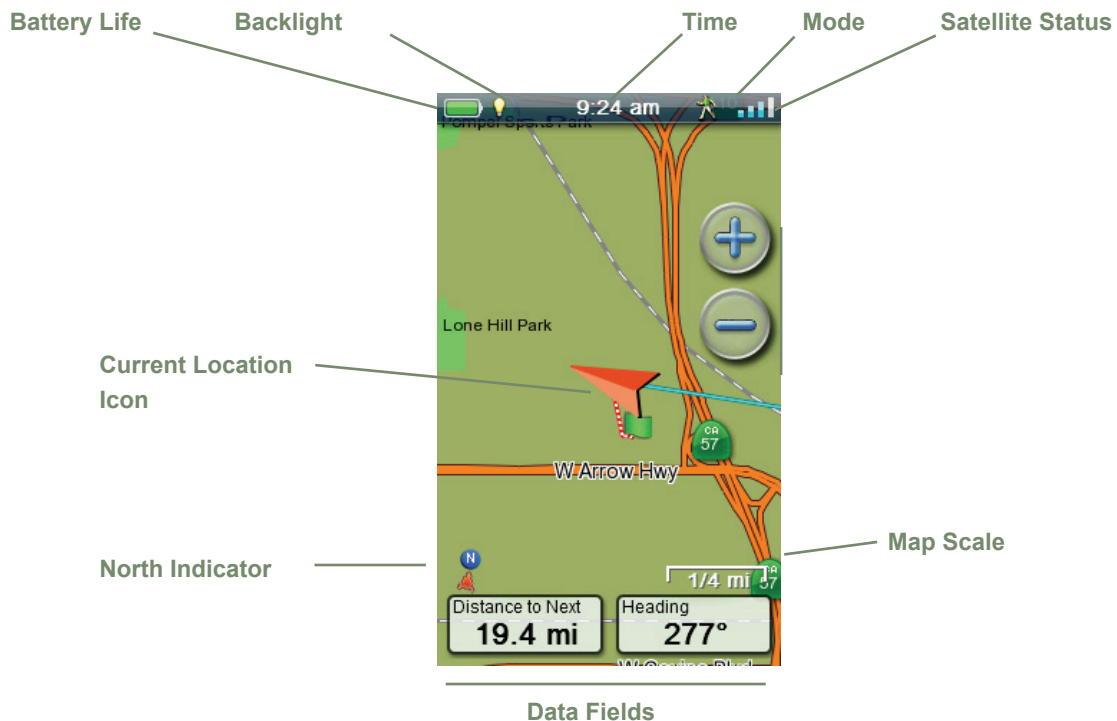 Battery Life
Backlight
Time
Mode
Satellite Status
9:24 am
Lone Hill Park
Current Location
Icon
CA
57
W Arrow Hwy
North Indicator
N
Map Scale
1/4 mi
57
Distance to Next
19.4 mi
Heading
277°
Data Fields